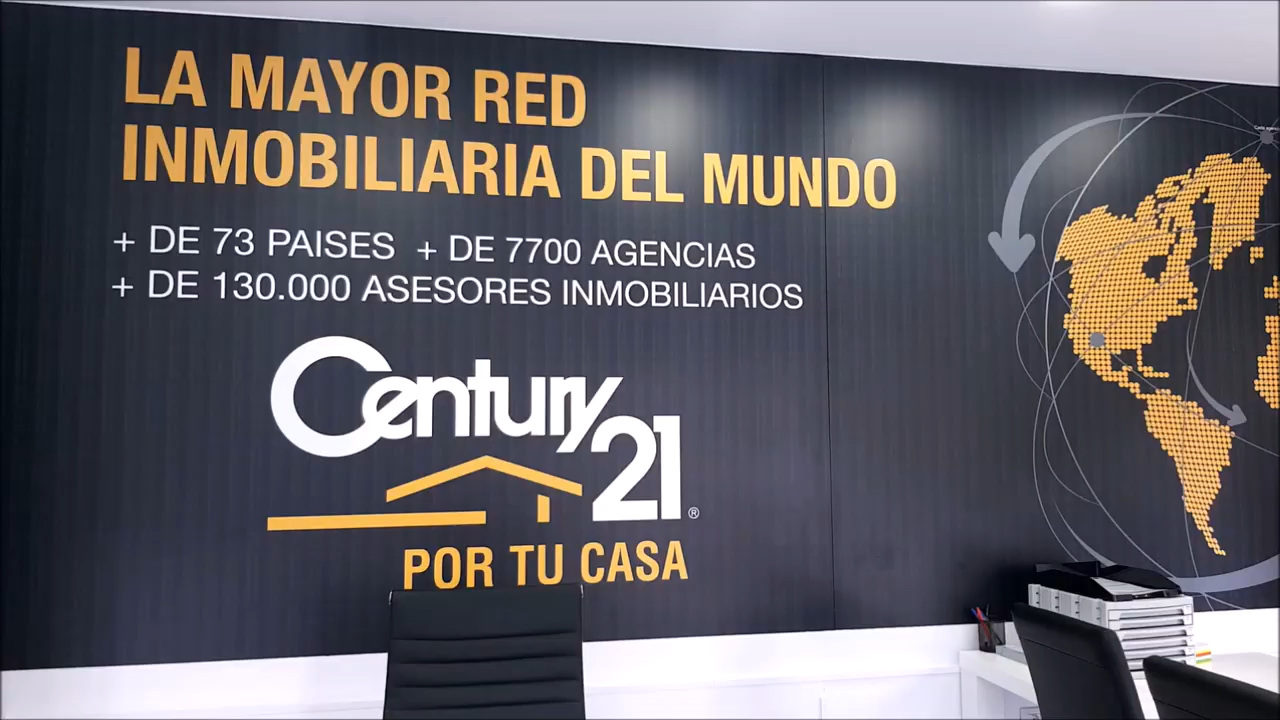 LA MAYOR RED
INMOBILIARIA DEL MUNDO
+ DE 73 PAISES + DE 7700 AGENCIAS
+ DE 130.000 ASESORES INMOBILIARIOS
Century
21®
POR TU CASA